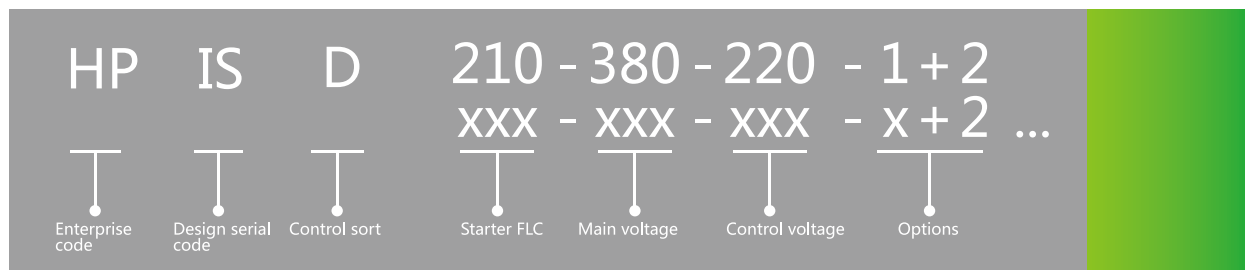 HP IS D 210 - 380 - 220 - 1 + 2
xxx - xxx - xxx - x + 2 ...
Enterprise code
Design serial code
Control sort
Starter FLC
Main voltage
Control voltage
Options